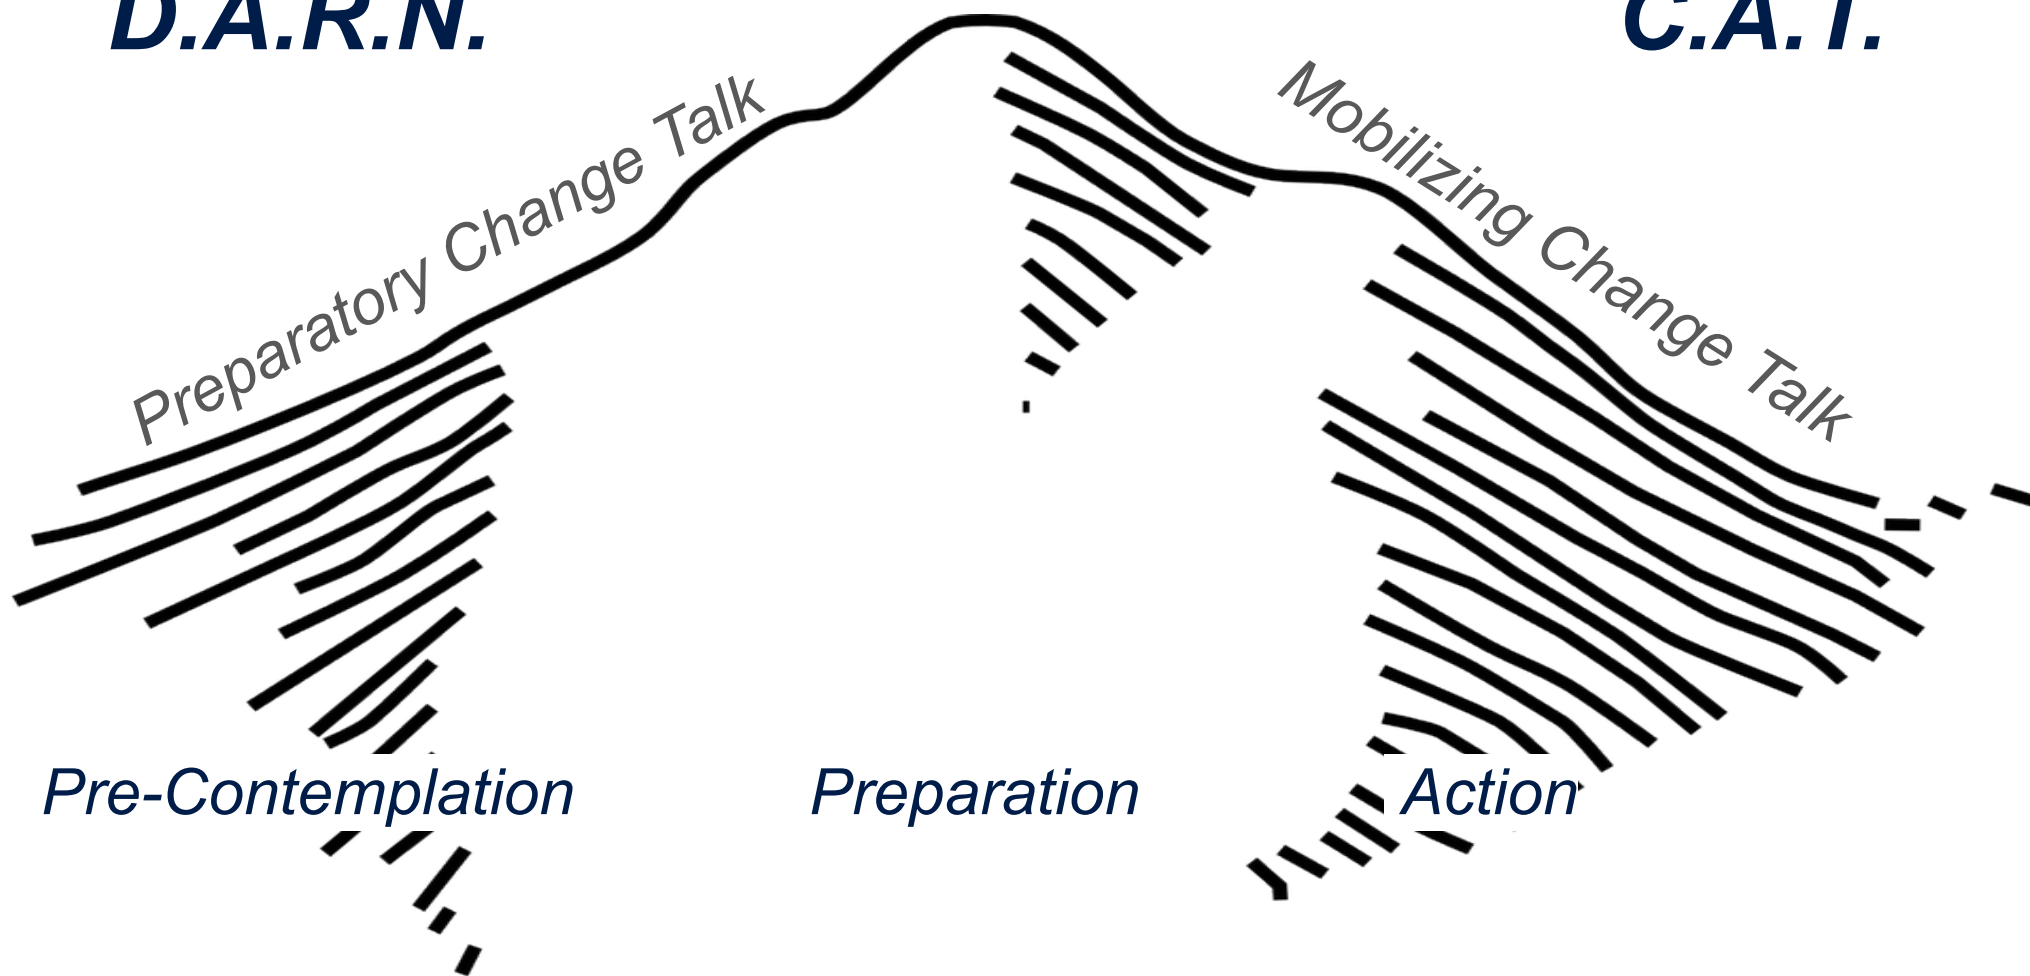 D.A.R.N.
C.A.T.
Preparatory Change Talk
Mobilizing Change Talk
Pre-Contemplation
Preparation
Action